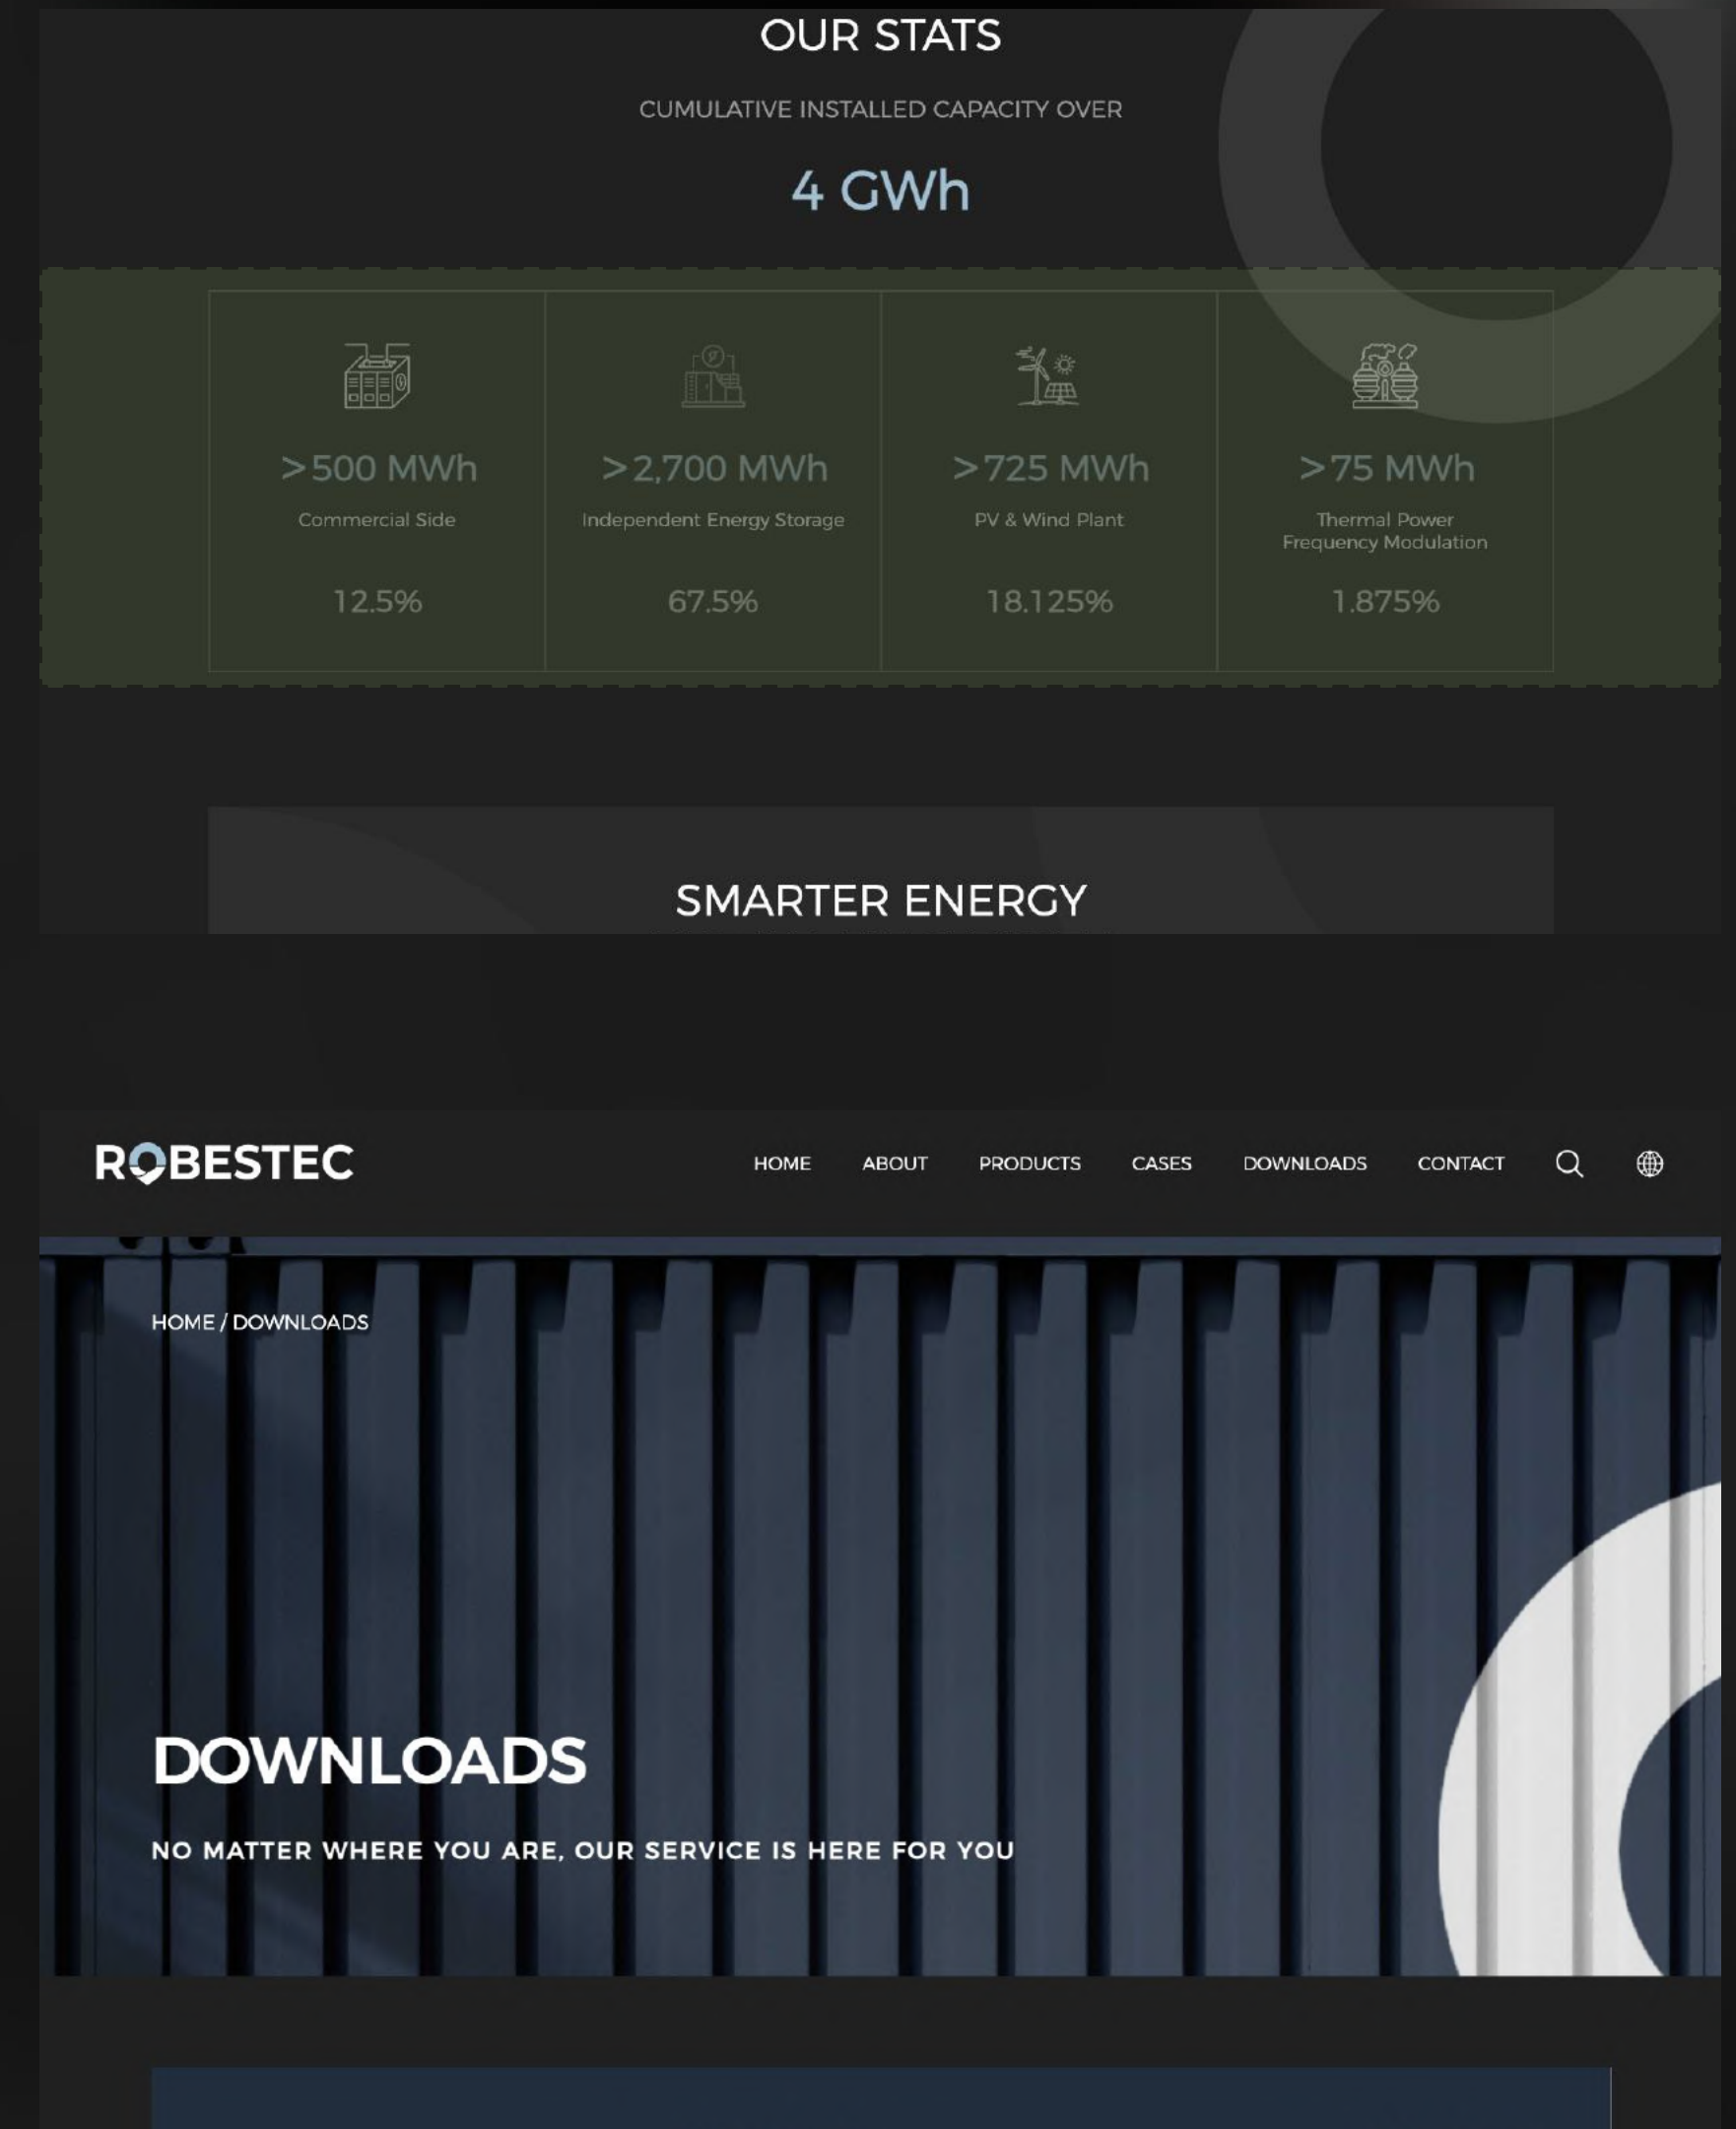 OUR STATS
CUMULATIVE INSTALLED CAPACITY OVER
4 GWh
>500 MWh
Commercial Side
12.5%
>2,700 MWh
Independent Energy Storage
67.5%
>725 MWh
PV & Wind Plant
18.125%
>75 MWh
Thermal Power
Frequency Modulation
1.875%
SMARTER ENERGY
ROBESTEC
HOME ABOUT PRODUCTS CASES DOWNLOADS CONTACT
HOME / DOWNLOADS
DOWNLOADS
NO MATTER WHERE YOU ARE, OUR SERVICE IS HERE FOR YOU